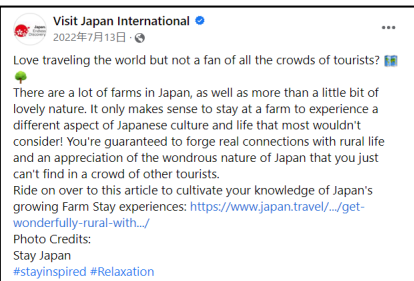 Visit Japan International
2022年7月13日 ·
Love traveling the world but not a fan of all the crowds of tourists?
There are a lot of farms in Japan, as well as more than a little bit of
lovely nature. It only makes sense to stay at a farm to experience a
different aspect of Japanese culture and life that most wouldn't
consider! You're guaranteed to forge real connections with rural life
and an appreciation of the wondrous nature of Japan that you just
can't find in a crowd of other tourists.
Ride on over to this article to cultivate your knowledge of Japan's
growing Farm Stay experiences: https://www.japan.travel/.../get-
wonderfully-rural-with.../
Photo Credits:
Stay Japan
#stayinspired #Relaxation